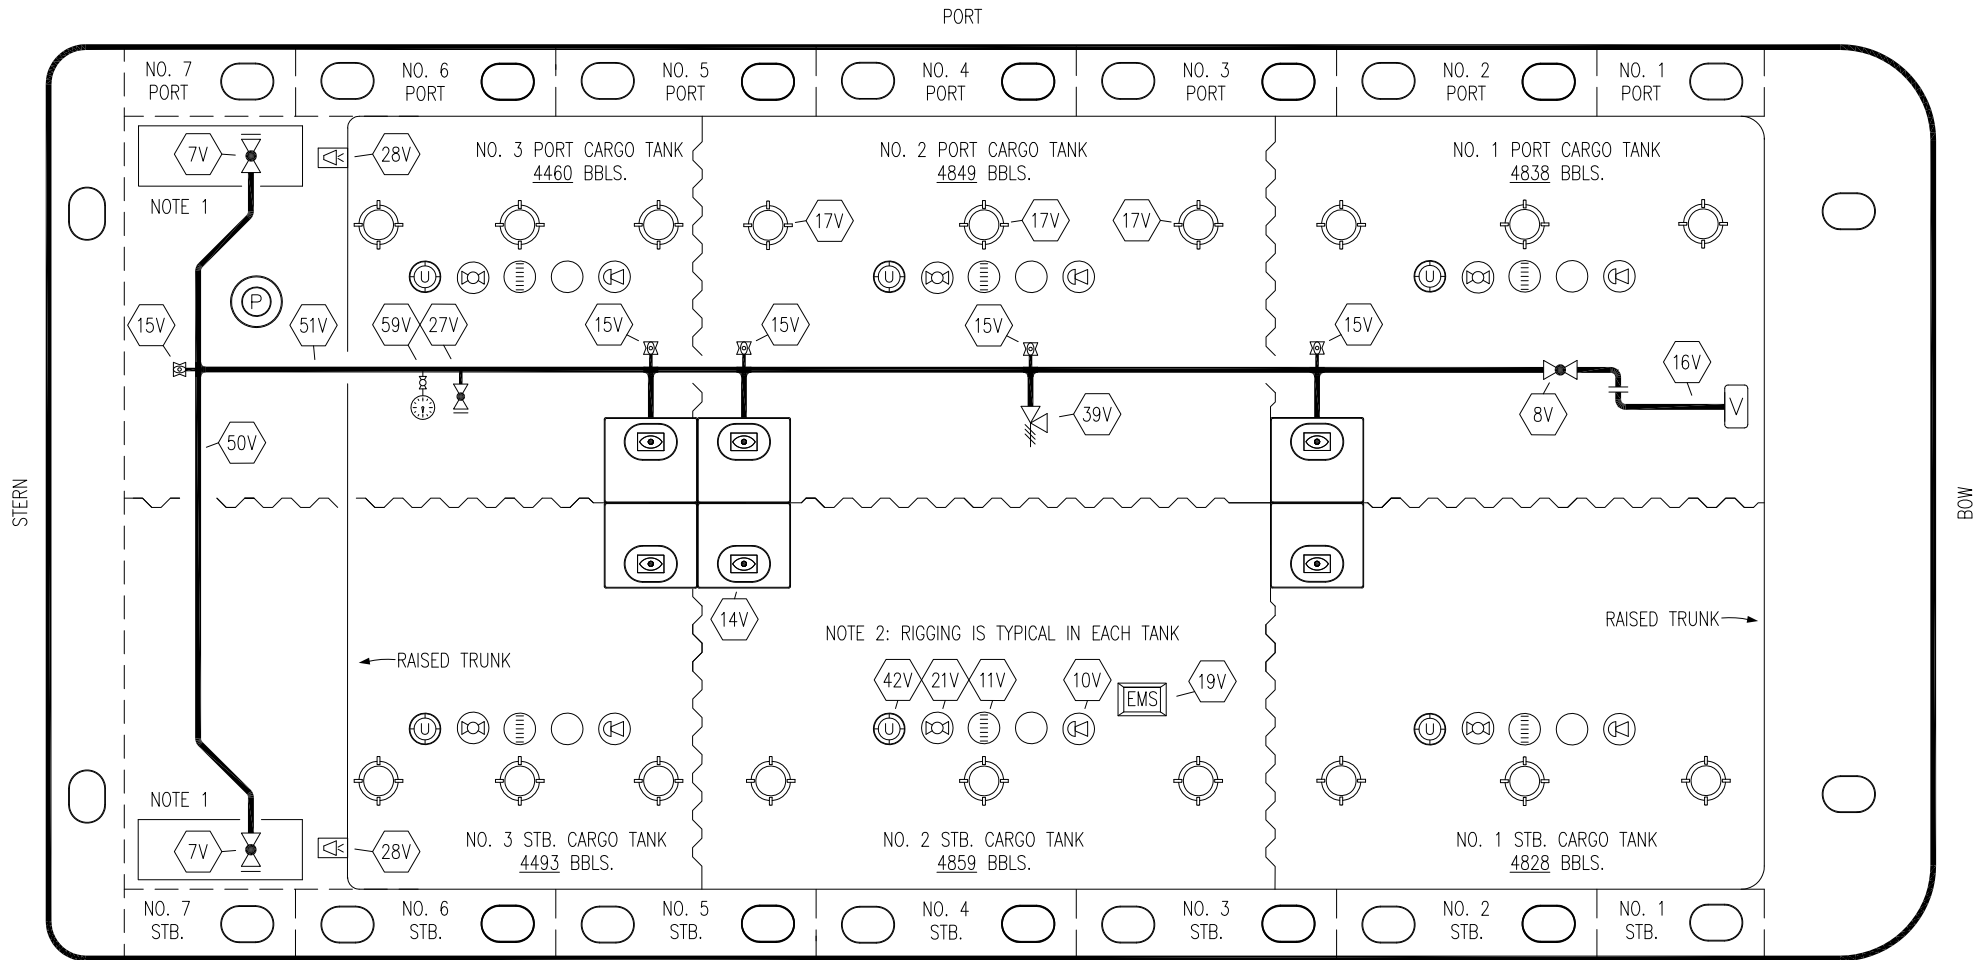 PORT
NO. 7
PORT
NO. 6
PORT
NO. 5
PORT
NO. 4
PORT
NO. 3
PORT
NO. 2
PORT
NO. 1
PORT
7V
28V
NOTE 1
NO. 3 PORT CARGO TANK
4460 BBLS.
NO. 2 PORT CARGO TANK
4849 BBLS.
NO. 1 PORT CARGO TANK
4838 BBLS.
17V
17V
17V
U
U
U
P
15V
51V
59V
27V
15V
15V
15V
15V
16V
V
8V
39V
50V
STERN
BOW
14V
NOTE 2: RIGGING IS TYPICAL IN EACH TANK
RAISED TRUNK
RAISED TRUNK
42V
21V
11V
10V
EMS
19V
U
U
U
NOTE 1
7V
28V
NO. 3 STB. CARGO TANK
4493 BBLS.
NO. 2 STB. CARGO TANK
4859 BBLS.
NO. 1 STB. CARGO TANK
4828 BBLS.
NO. 7
STB.
NO. 6
STB.
NO. 5
STB.
NO. 4
STB.
NO. 3
STB.
NO. 2
STB.
NO. 1
STB.